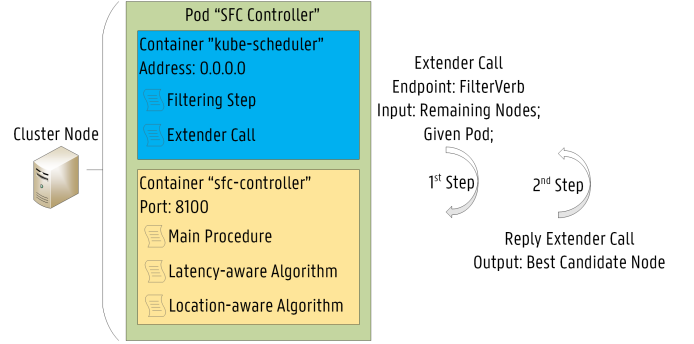 Pod “SFC Controller”
Container "kube-scheduler”
Address: 0.0.0.0
Filtering Step
Extender Call
Cluster Node
Container “sfc-controller”
Port: 8100
Main Procedure
Latency-aware Algorithm
Location-aware Algorithm
Extender Call
Endpoint: FilterVerb
Input: Remaining Nodes;
Given Pod;
1st Step
2nd Step
Reply Extender Call
Output: Best Candidate Node